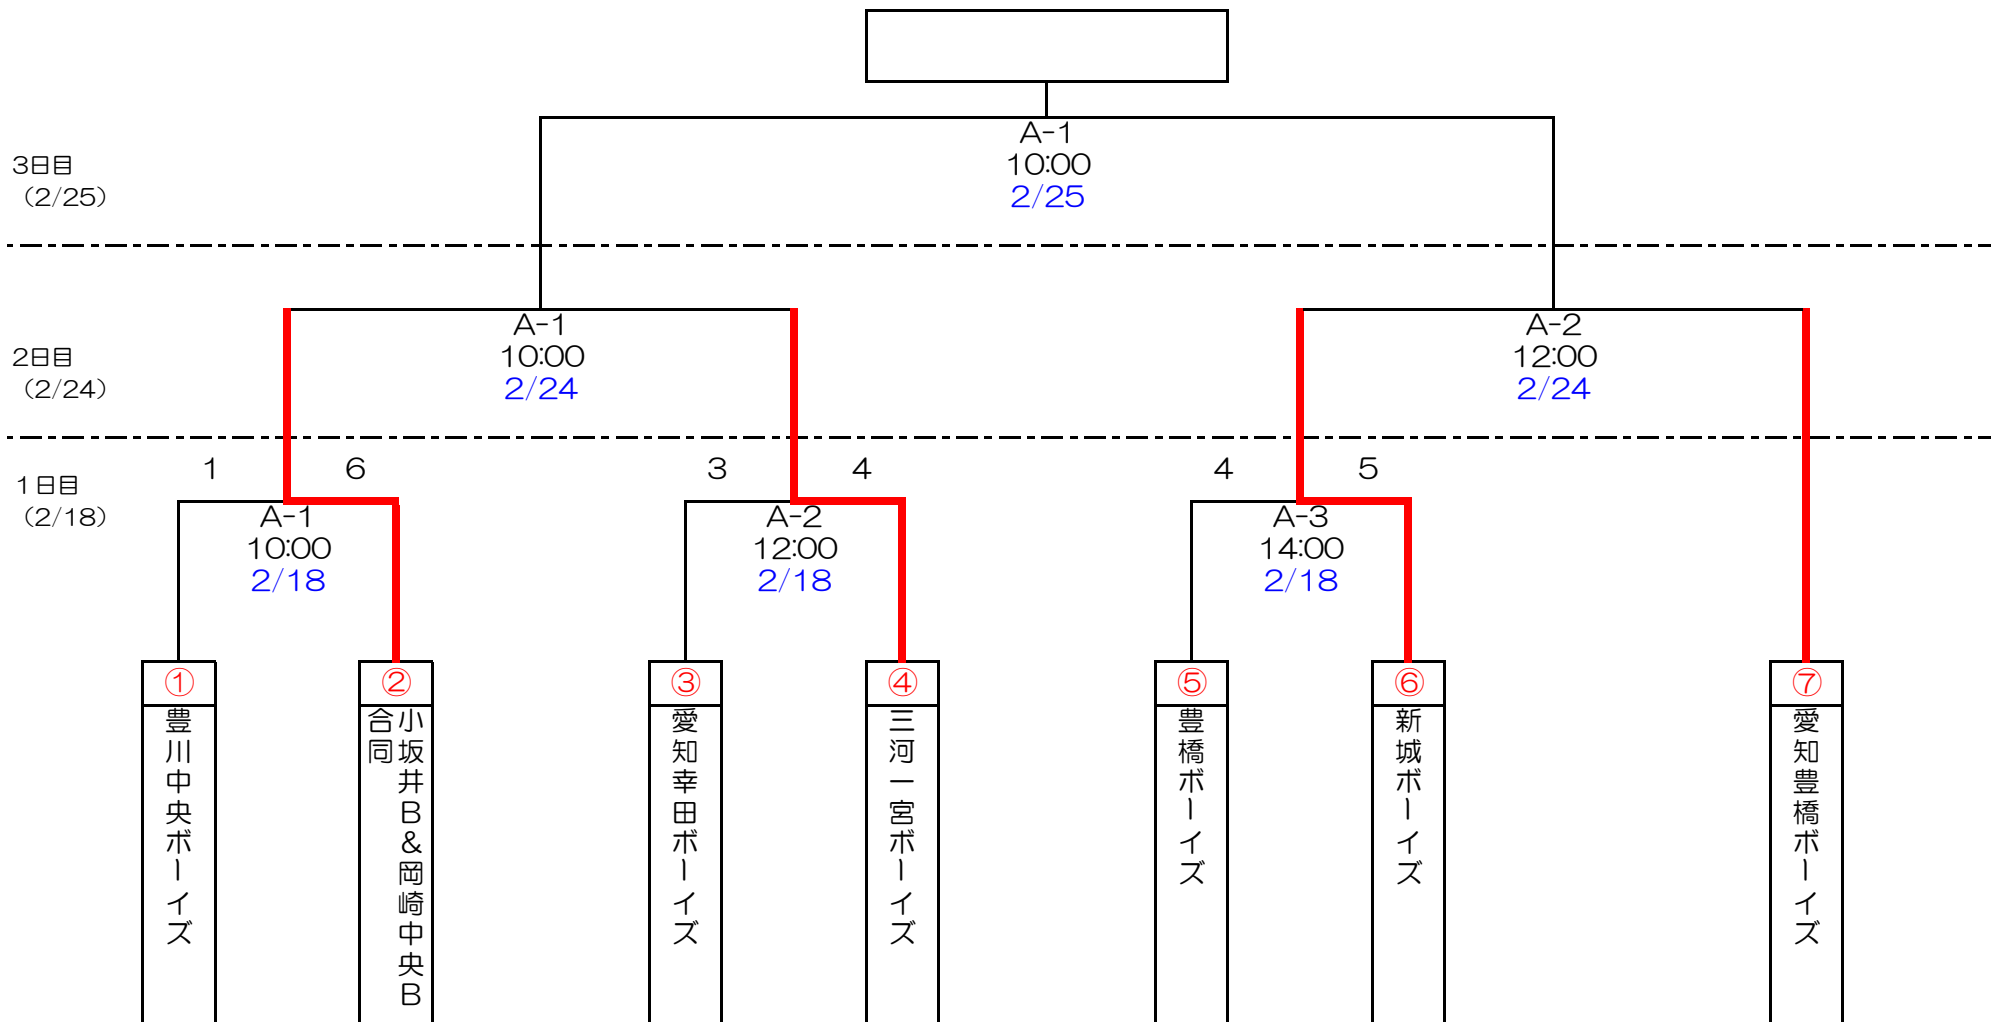 A-1
10:00
2/25
3日目
（2/25）
A-1
10:00
2/24
A-2
12:00
2/24
2日目
（2/24）
1 6
3 4
4 5
1日目
（2/18）
A-1
10:00
2/18
A-2
12:00
2/18
A-3
14:00
2/18
①
豊川中央ボーイズ
②
小坂井B&岡崎中央B
合同
③
愛知幸田ボーイズ
④
三河一宮ボーイズ
⑤
豊橋ボーイズ
⑥
新城ボーイズ
⑦
愛知豊橋ボーイズ